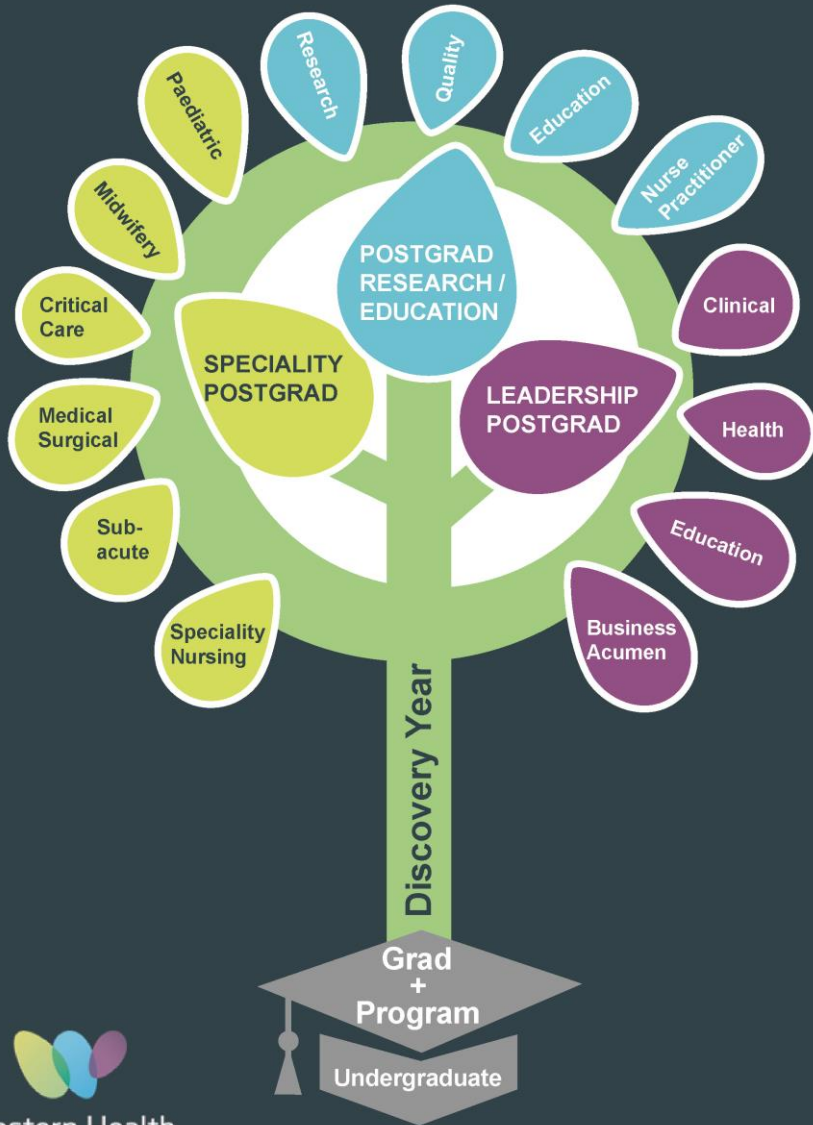 Research
Quality
Education
Nurse
Practitioner
Paediatric
Midwifery
Critical
Care
Medical
Surgical
Sub-
acute
Speciality
Nursing
POSTGRAD
RESEARCH /
EDUCATION
SPECIALITY
POSTGRAD
LEADERSHIP
POSTGRAD
Clinical
Health
Education
Business
Acumen
Discovery Year
Grad
+
Program
Undergraduate
Health